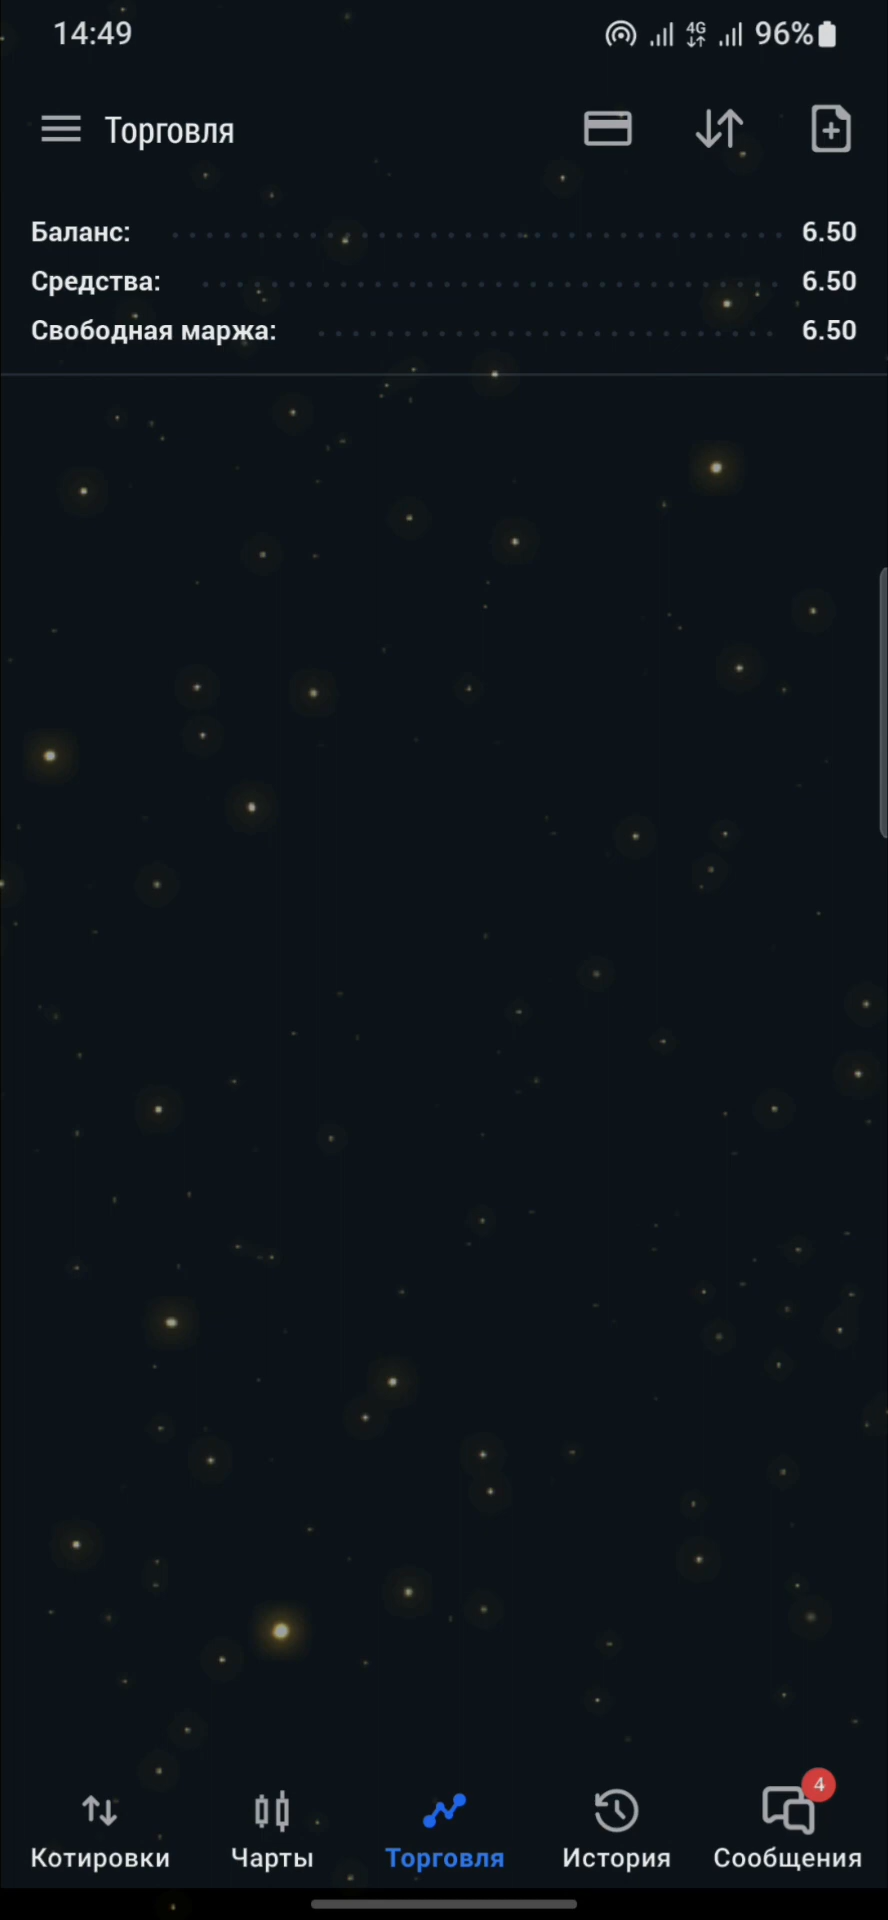 14:49
4G
96%
Торговля
Баланс: 6.50
Средства: 6.50
Свободная маржа: 6.50
4
Котировки Чарты Торговля История Сообщения